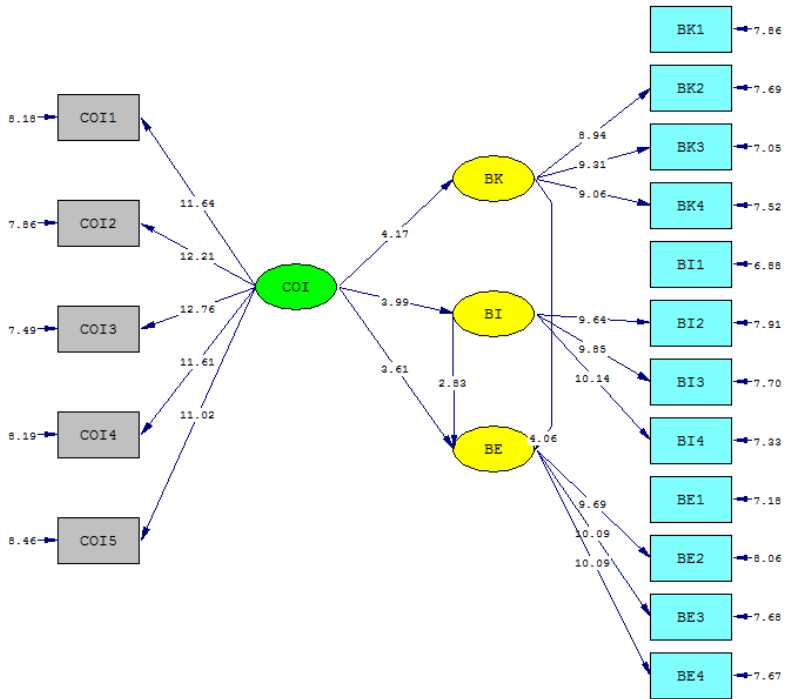 BK1
7.86
BK2
7.69
8.18
COI1
8.94
BK3
7.05
9.31
BK
BK4
7.52
9.06
11.64
7.86
COI2
4.17
12.21
BI1
6.88
COI
12.76
3.99
BI
9.64
BI2
7.91
7.49
COI3
9.85
11.61
3.61
2.83
10.14
BI3
7.70
11.02
8.19
COI4
4.06
BI4
7.33
BE
BE1
7.18
9.69
10.09
8.46
COI5
BE2
8.06
10.09
BE3
7.68
BE4
7.67